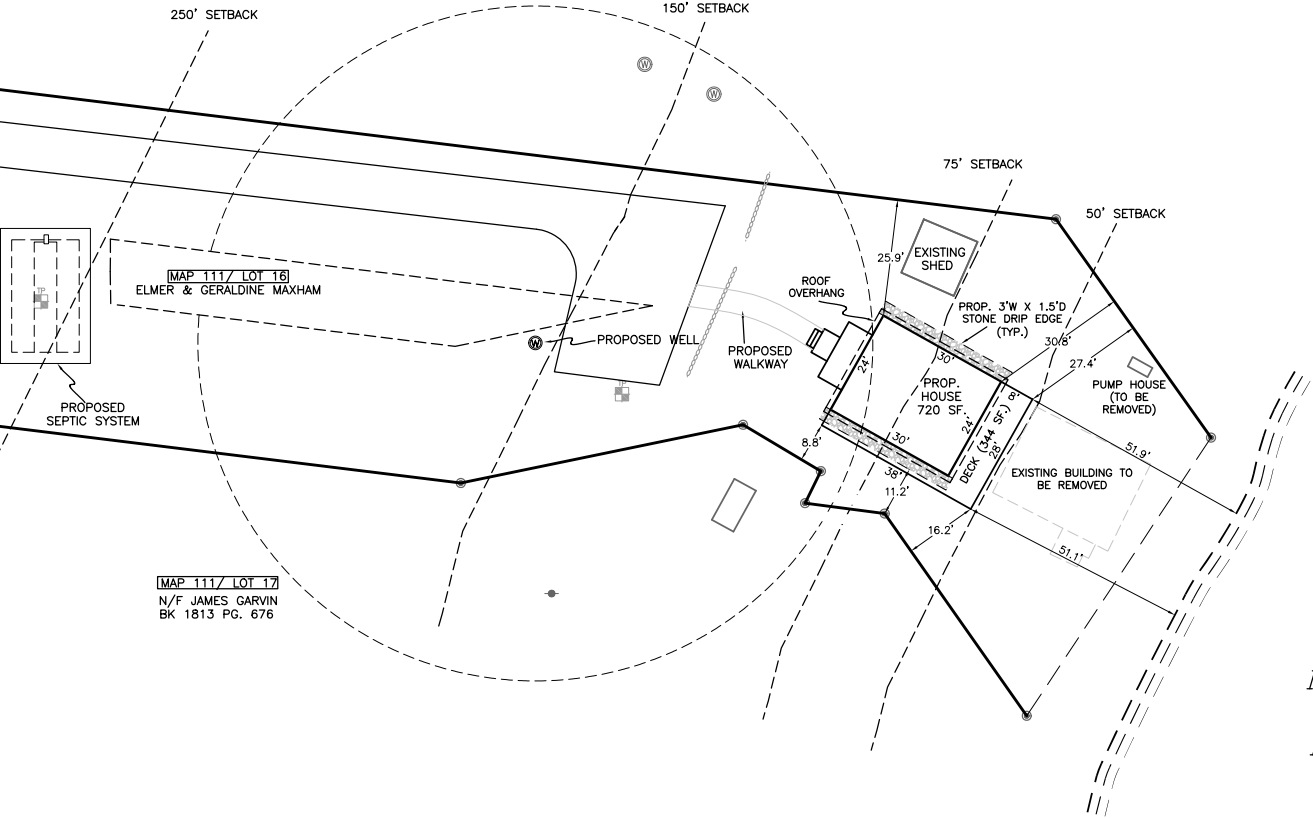 250' SETBACK
150' SETBACK
75' SETBACK
50' SETBACK
W
W
25.9'
EXISTING
SHED
MAP 111/ LOT 16
ELMER & GERALDINE MAXHAM
TP
ROOF
OVERHANG
PROP. 3'W X 1.5'D
STONE DRIP EDGE
(TYP.)
30.8'
27.4'
W
PROPOSED WELL
PROPOSED
WALKWAY
24'
30'
PROP.
HOUSE
720 SF.
24'
8'
DECK (344 SF.)
28'
PUMP HOUSE
(TO BE
REMOVED)
TP
PROPOSED
SEPTIC SYSTEM
8.8'
30'
38'
11.2'
16.2'
51.9'
EXISTING BUILDING TO
BE REMOVED
51.1'
MAP 111/ LOT 17
N/F JAMES GARVIN
BK 1813 PG. 676